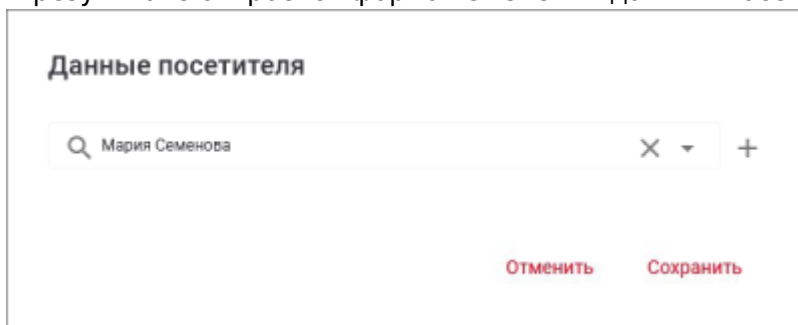 Данные посетителя
Мария Семенова
Отменить Сохранить